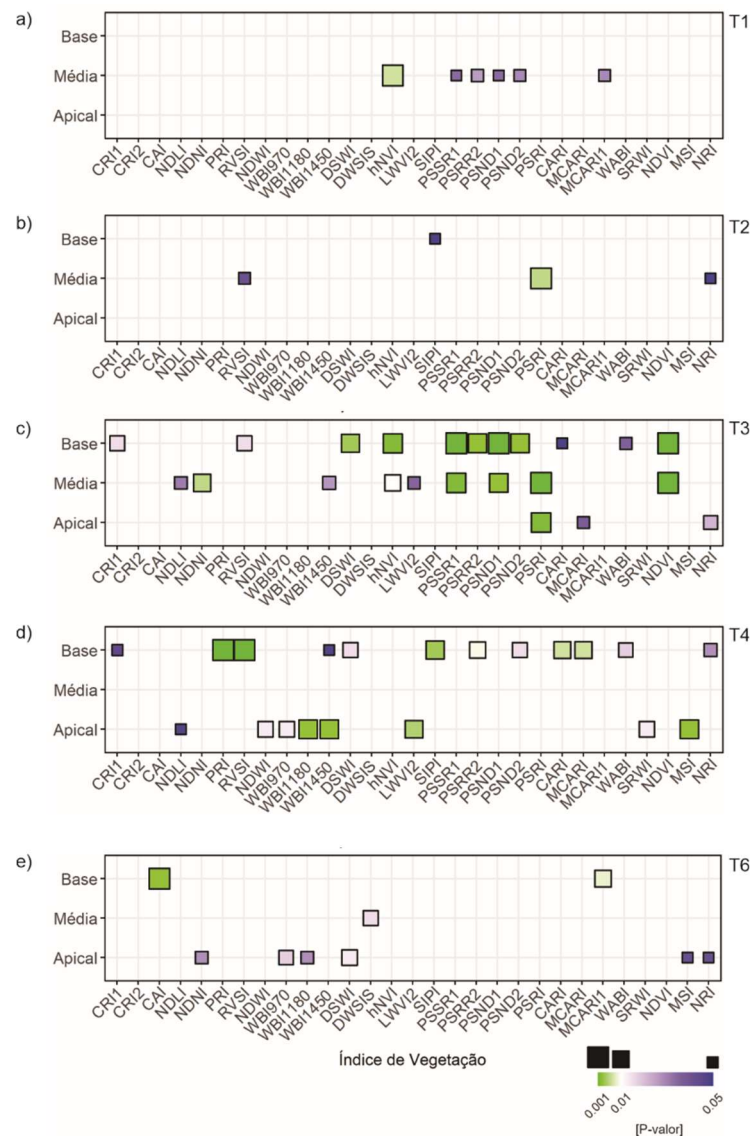 a)
T1
Base
Média
Apical
CRI1 CRI2 CAI NDLI NDNI PRI RVSI NDWI WBI970 WBI1180 WBI1450 DSWI DWSIS hNVI LWVI2 SIPI PSSR1 PSRR2 PSND1 PSND2 PSRI CARI MCARI MCARI1 WABI SRWI NDVI MSI NRI
b)
T2
Base
Média
Apical
CRI1 CRI2 CAI NDLI NDNI PRI RVSI NDWI WBI970 WBI1180 WBI1450 DSWI DWSIS hNVI LWVI2 SIPI PSSR1 PSRR2 PSND1 PSND2 PSRI CARI MCARI MCARI1 WABI SRWI NDVI MSI NRI
c)
T3
Base
Média
Apical
CRI1 CRI2 CAI NDLI NDNI PRI RVSI NDWI WBI970 WBI1180 WBI1450 DSWI DWSIS hNVI LWVI2 SIPI PSSR1 PSRR2 PSND1 PSND2 PSRI CARI MCARI MCARI1 WABI SRWI NDVI MSI NRI
d)
T4
Base
Média
Apical
CRI1 CRI2 CAI NDLI NDNI PRI RVSI NDWI WBI970 WBI1180 WBI1450 DSWI DWSIS hNVI LWVI2 SIPI PSSR1 PSRR2 PSND1 PSND2 PSRI CARI MCARI MCARI1 WABI SRWI NDVI MSI NRI
e)
T6
Base
Média
Apical
CRI1 CRI2 CAI NDLI NDNI PRI RVSI NDWI WBI970 WBI1180 WBI1450 DSWI DWSIS hNVI LWVI2 SIPI PSSR1 PSRR2 PSND1 PSND2 PSRI CARI MCARI MCARI1 WABI SRWI NDVI MSI NRI
Índice de Vegetação
0.001 0.01 0.05
[P-valor]